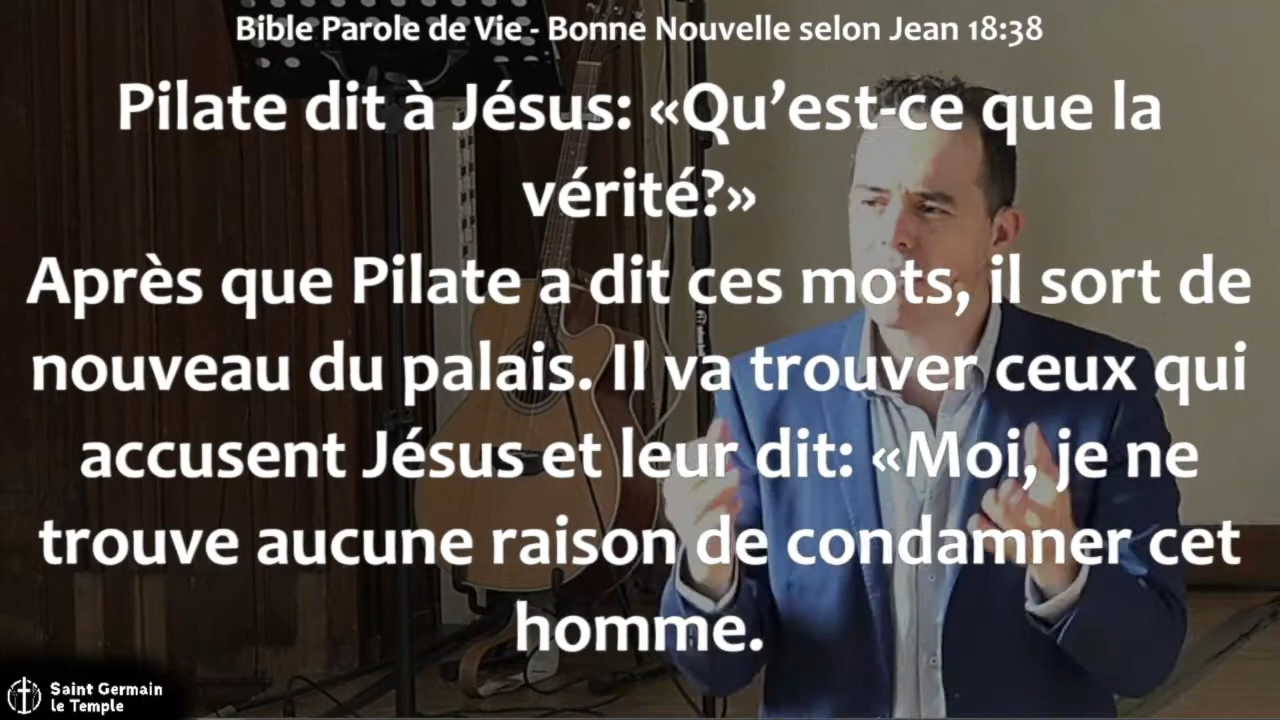 Bible Parole de Vie - Bonne Nouvelle selon Jean 18:38
Pilate dit à Jésus: «Qu’est-ce que la
vérité?»
Après que Pilate a dit ces mots, il sort de
nouveau du palais. Il va trouver ceux qui
accusent Jésus et leur dit: «Moi, je ne
trouve aucune raison de condamner cet
homme.
Saint Germain
le Temple